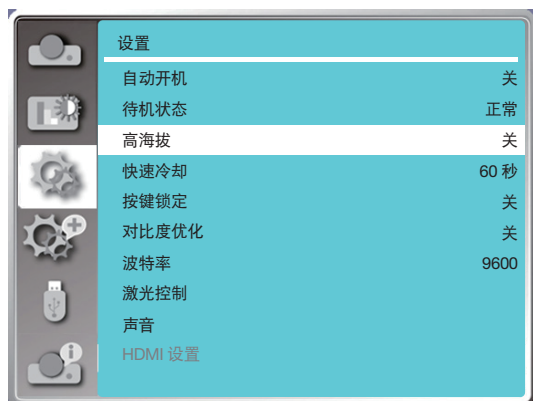 设置
自动开机 关
待机状态 正常
高海拔 关
快速冷却 60 秒
按键锁定 关
对比度优化 关
波特率 9600
激光控制
声音
HDMI 设置